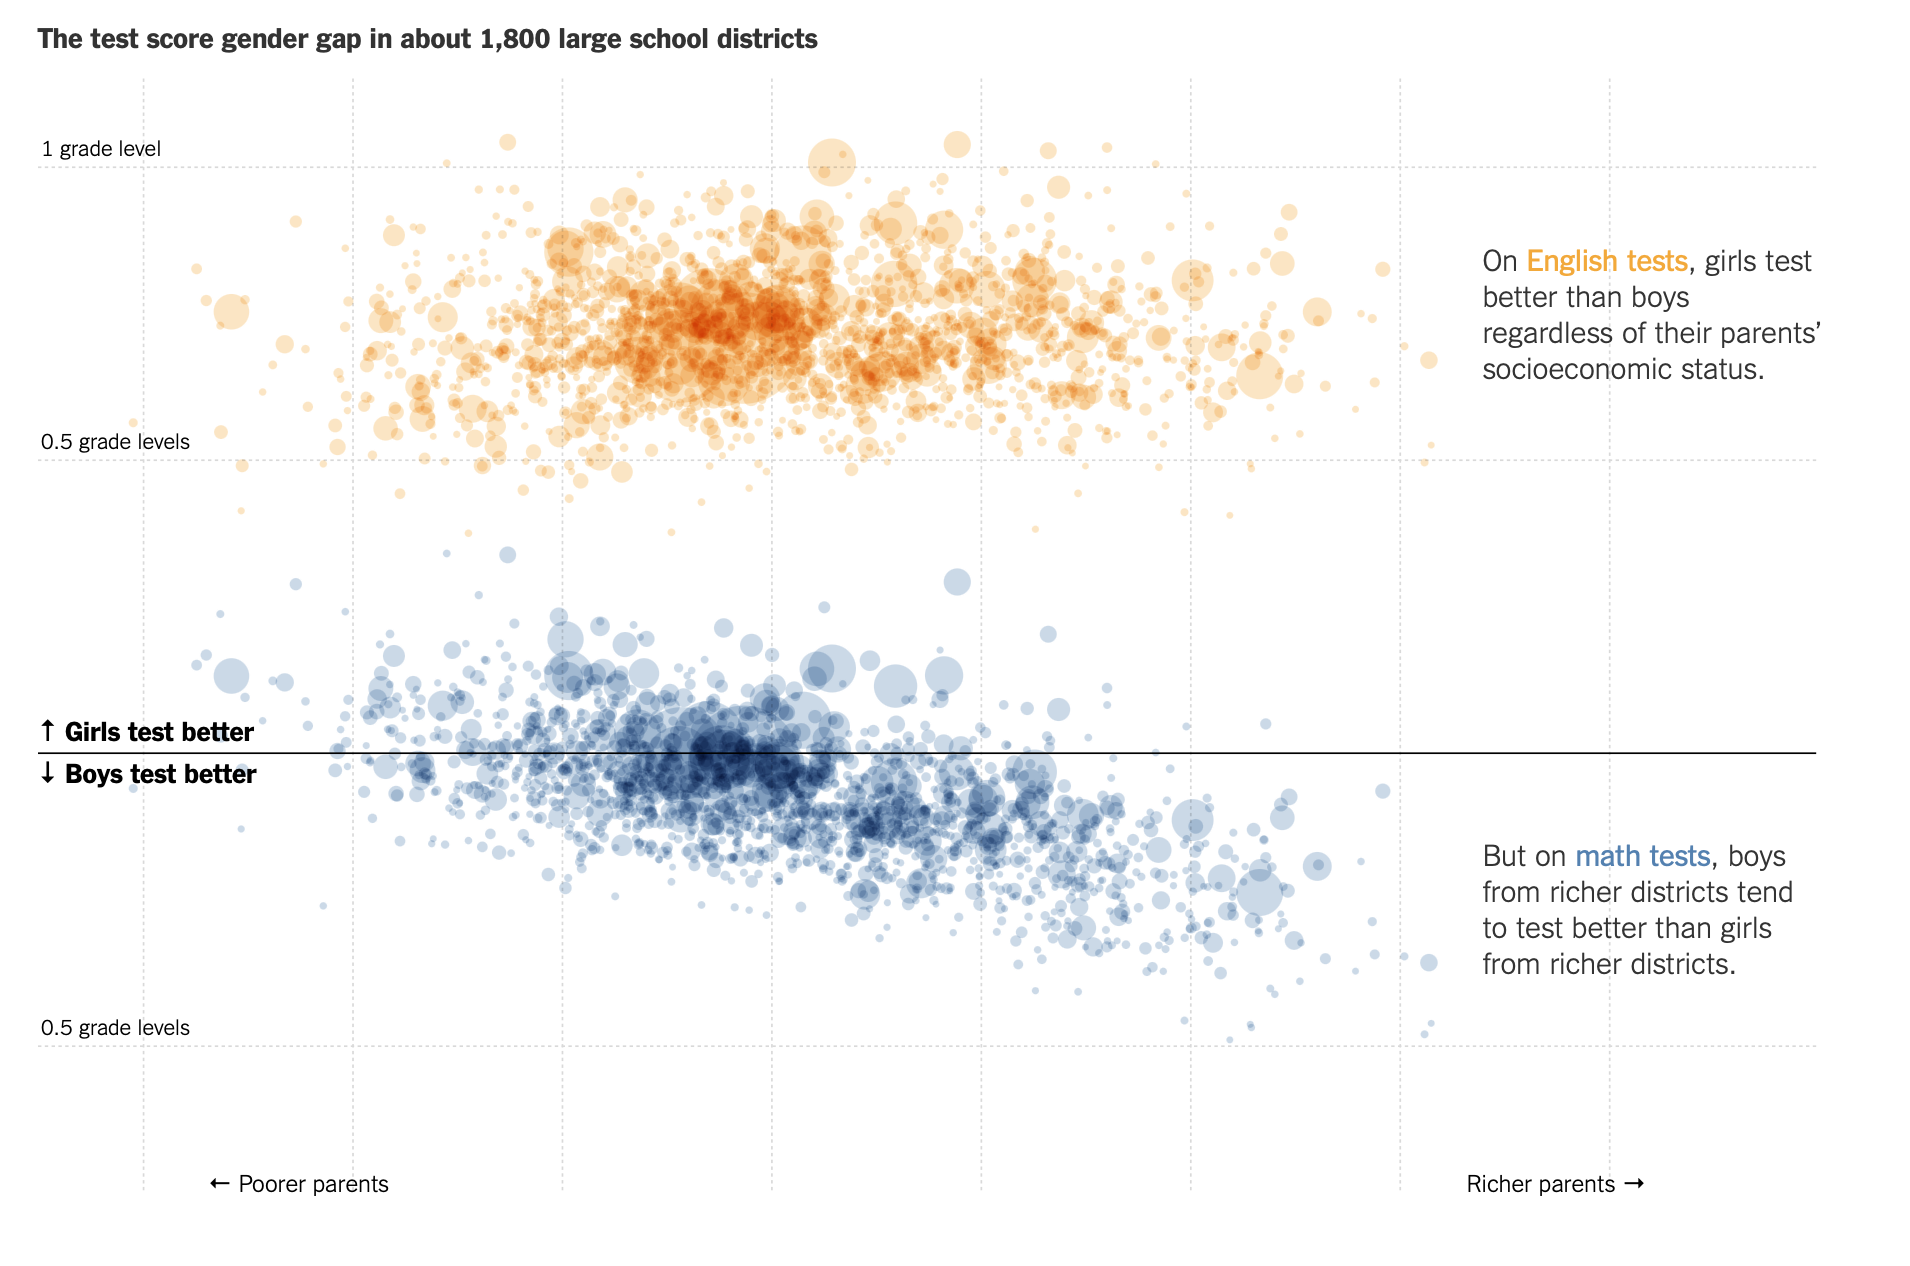 The test score gender gap in about 1,800 large school districts
1 grade level
On English tests, girls test
better than boys
regardless of their parents’
socioeconomic status.
0.5 grade levels
↑ Girls test better
↓ Boys test better
But on math tests, boys
from richer districts tend
to test better than girls
from richer districts.
0.5 grade levels
← Poorer parents
Richer parents →